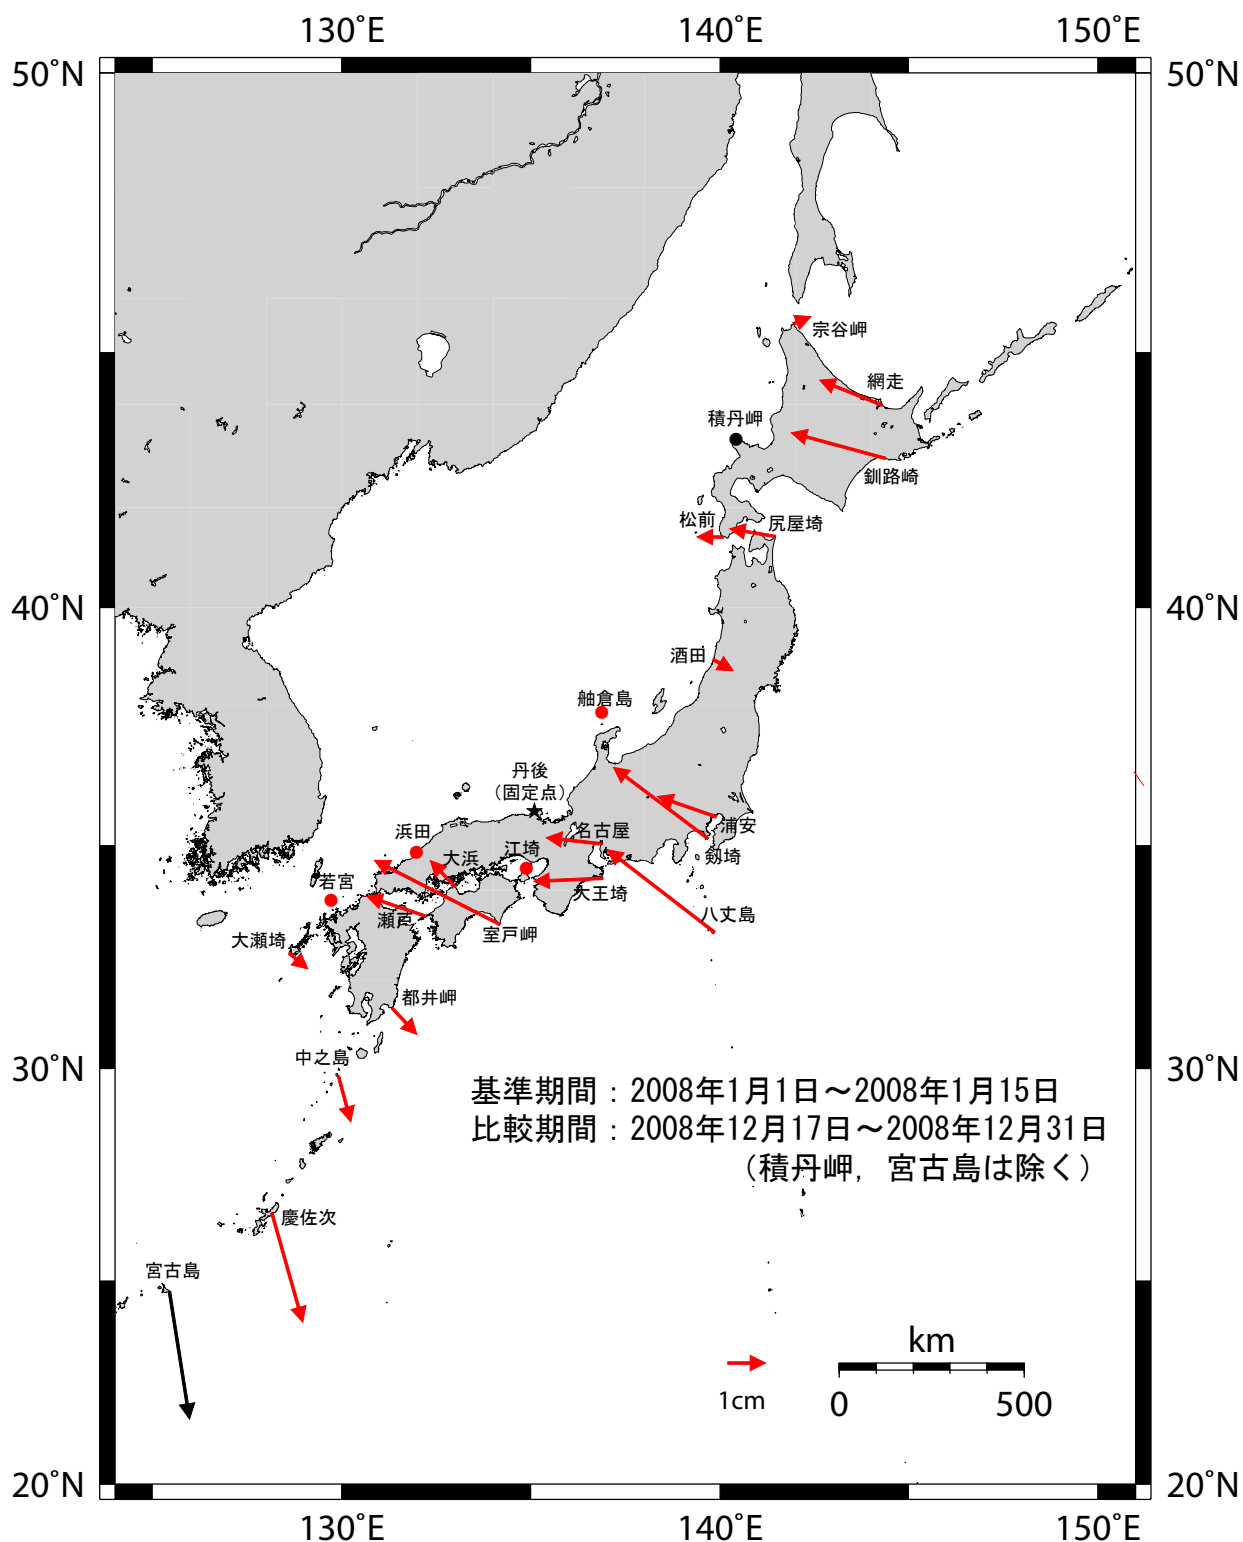 130°E 140°E 150°E
50°N 50°N
宗谷岬
網走
積丹岬
釧路崎
松前 尻屋埼
40°N 40°N
酒田
舳倉島
丹後
（固定点）
浦安
浜田 名古屋
江埼 剱埼
大浜
若宮 大王埼
瀬戸 八丈島
室戸岬
大瀬埼
都井岬
中之島
30°N 30°N
基準期間：2008年1月1日～2008年1月15日
比較期間：2008年12月17日～2008年12月31日
（積丹岬，宮古島は除く）
慶佐次
宮古島
km
1cm 0 500
20°N 20°N
130°E 140°E 150°E